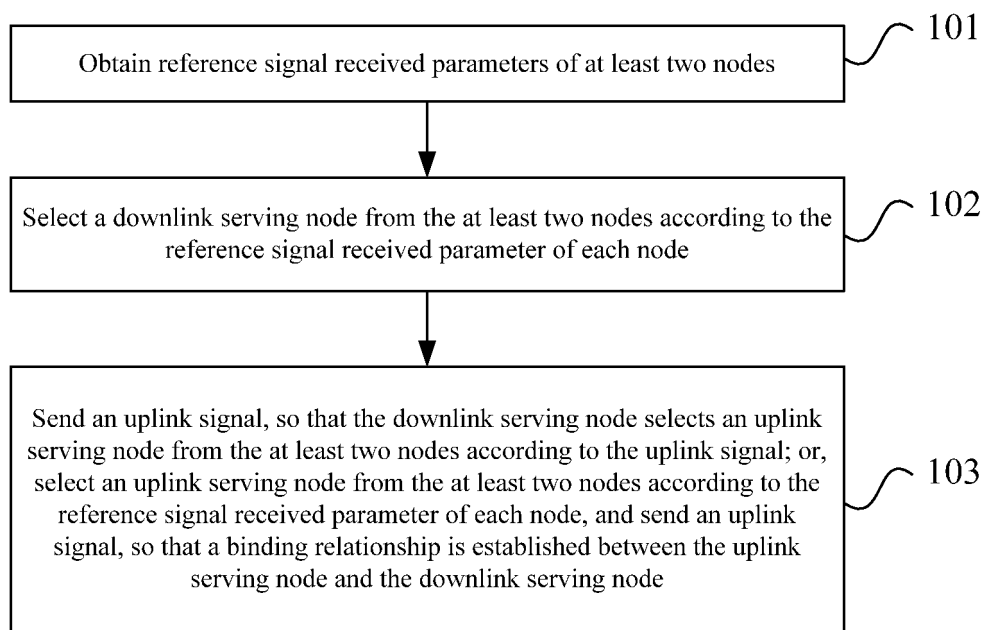 101
Obtain reference signal received parameters of at least two nodes
102
Select a downlink serving node from the at least two nodes according to the
reference signal received parameter of each node
Send an uplink signal, so that the downlink serving node selects an uplink
serving node from the at least two nodes according to the uplink signal; or,
select an uplink serving node from the at least two nodes according to the
reference signal received parameter of each node, and send an uplink
signal, so that a binding relationship is established between the uplink
serving node and the downlink serving node
103